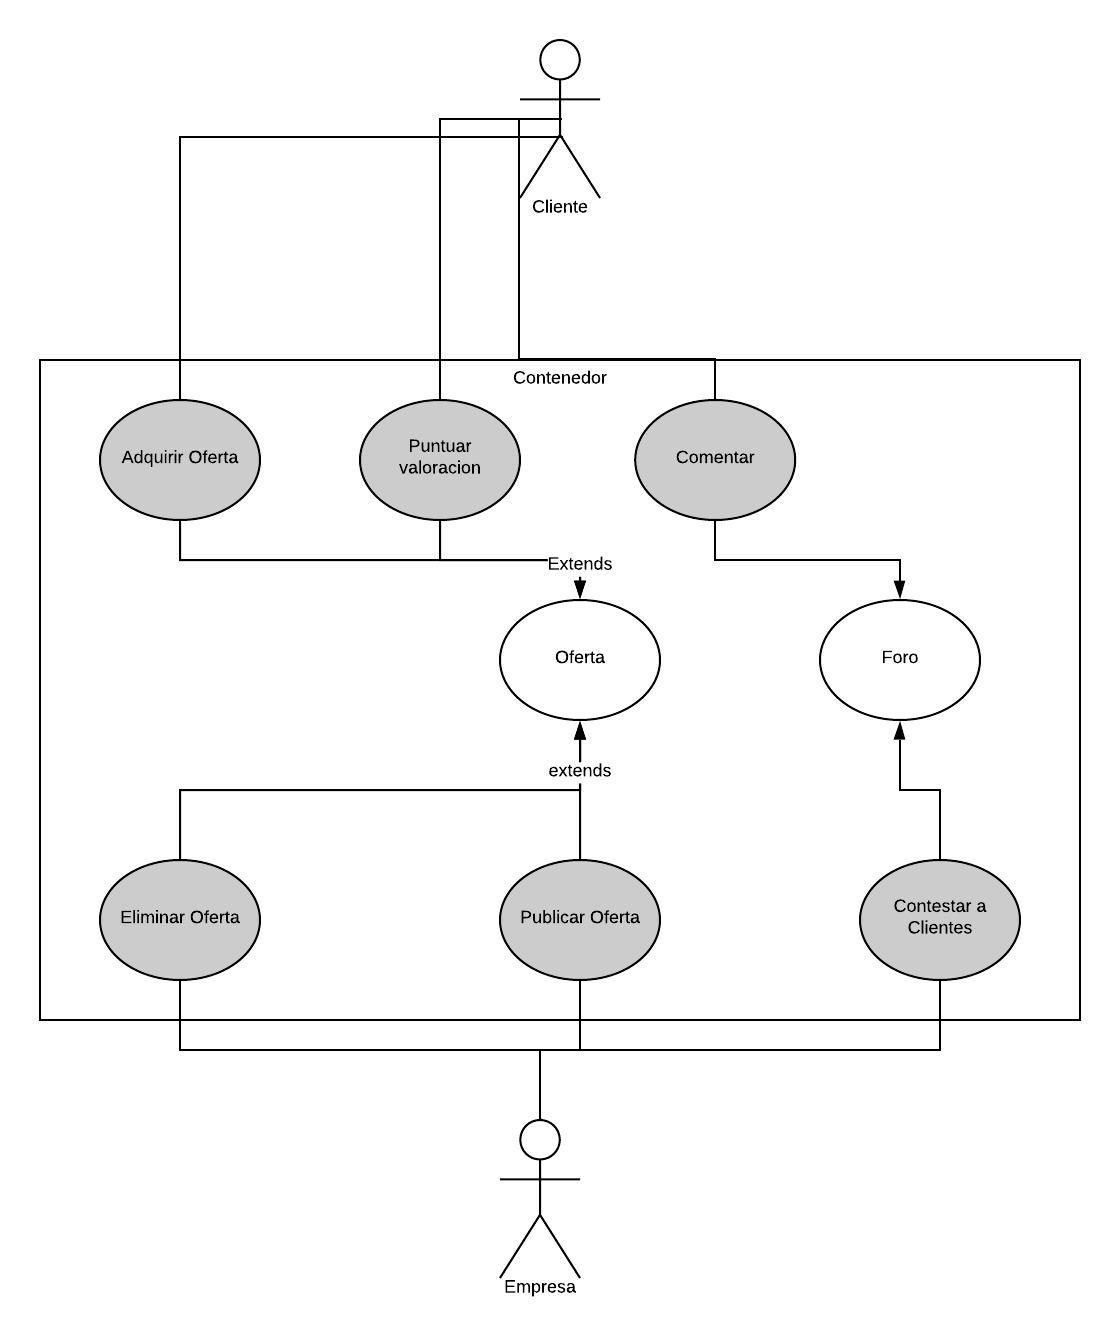 Cliente
Contenedor
Adquirir Oferta
Puntuar
valoracion
Comentar
Extends
Oferta
Foro
extends
Eliminar Oferta
Publicar Oferta
Contestar a
Clientes
Empresa